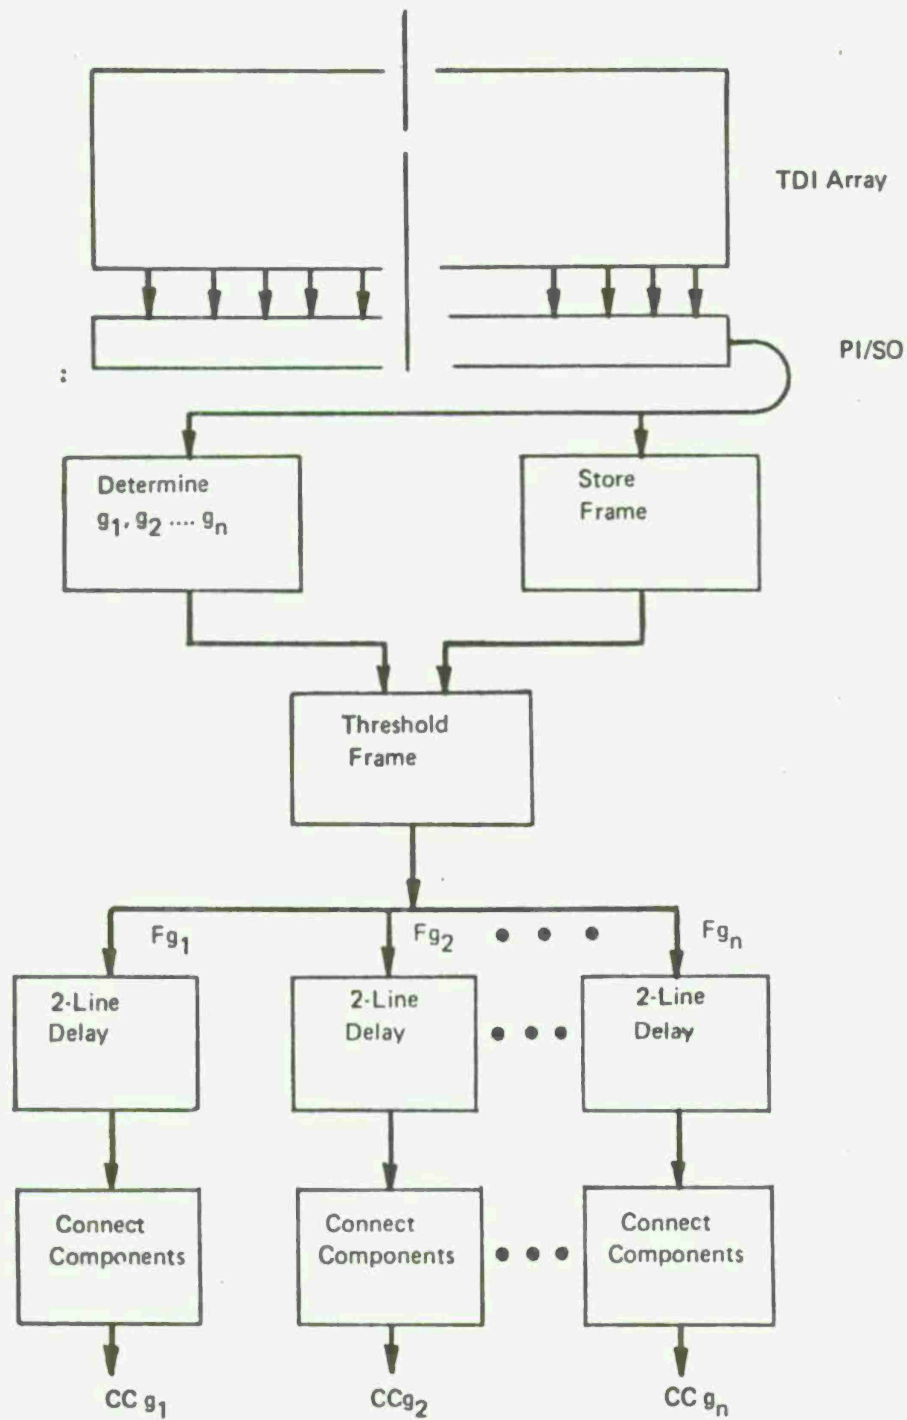 TDI Array
PI/SO
:
Determine
g1, g2 .... gn
Store
Frame
Threshold
Frame
Fg1
Fg2
Fgn
2-Line
Delay
2-Line
Delay
2-Line
Delay
Connect
Components
Connect
Components
Connect
Components
CC g1
CCg2
CC gn